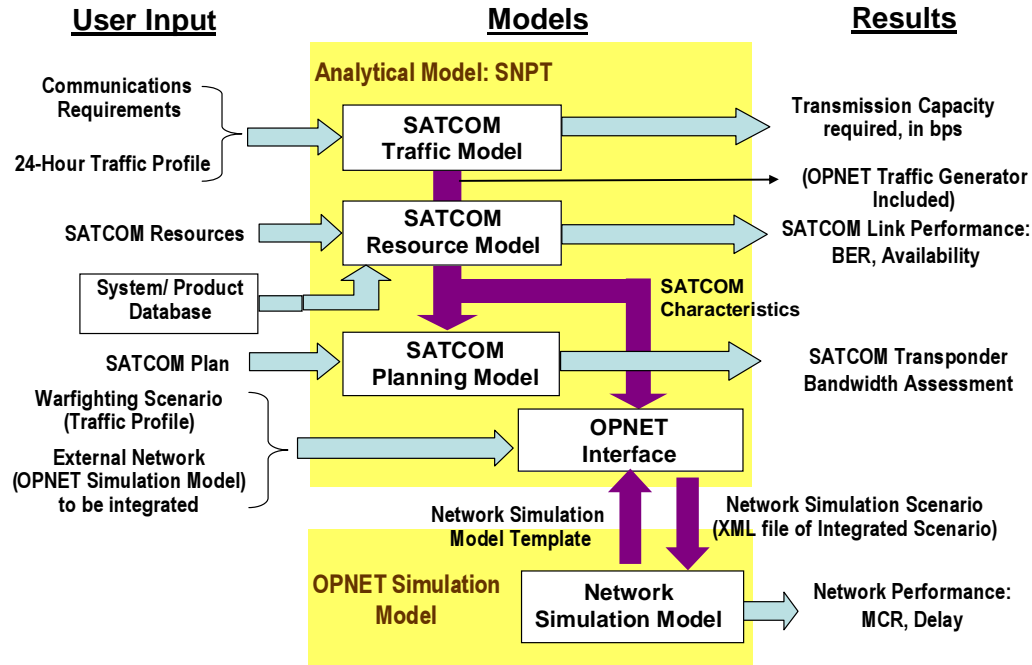 User Input
Models
Results
Analytical Model: SNPT
Communications
Requirements
24-Hour Traffic Profile
SATCOM
Traffic Model
Transmission Capacity
required, in bps
(OPNET Traffic Generator
Included)
SATCOM Resources
SATCOM
Resource Model
SATCOM Link Performance:
BER, Availability
System/ Product
Database
SATCOM
Characteristics
SATCOM Plan
SATCOM
Planning Model
SATCOM Transponder
Bandwidth Assessment
Warfighting Scenario
(Traffic Profile)
External Network
(OPNET Simulation Model)
to be integrated
OPNET
Interface
Network Simulation
Model Template
Network Simulation Scenario
(XML file of Integrated Scenario)
OPNET Simulation
Model
Network
Simulation Model
Network Performance:
MCR, Delay